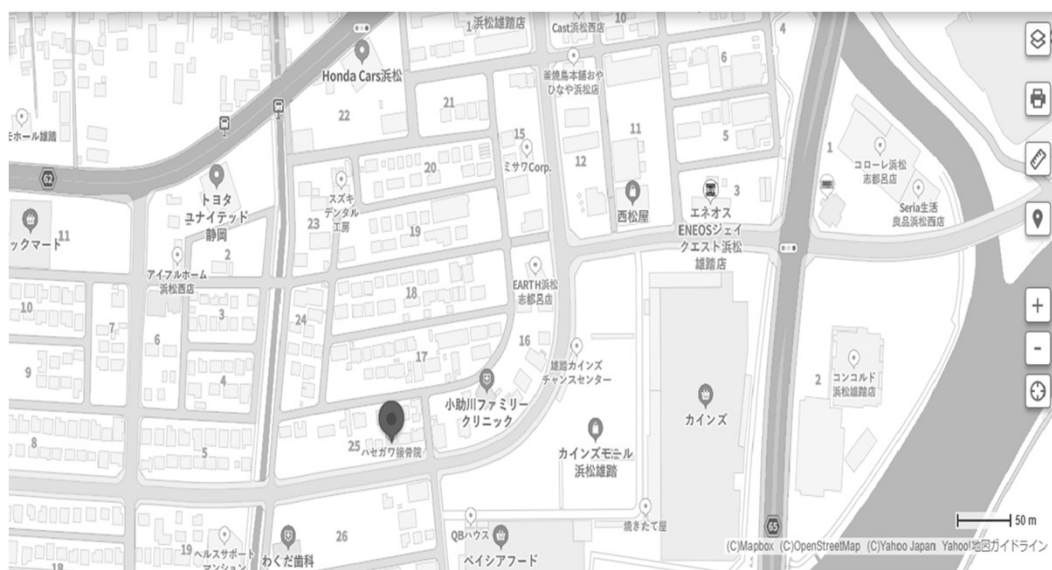 1
浜松雄踏店
Cast浜松西店
10
4
Honda Cars浜松
釜焼鳥本舗おや
ひなや浜松店
6
22
21
15
11
5
1
モホール雄踏
コローレ浜松
志都呂店
ミサワCorp.
12
20
62
トヨタ
ユナイテッド
静岡
スズキ
デンタル
工房
西松屋
3
エネオス
ENEOSジェイ
クエスト浜松
雄踏店
Seria生活
良品浜松西店
ックマート
11
23
19
2
アイフルホーム
浜松西店
EARTH浜松
志都呂店
18
10
7
3
24
6
16
17
雄踏カインズ
チャンスセンター
9
4
2
コンコルド
浜松雄踏店
小助川ファミリー
クリニック
カインズ
8
5
25
ハセガワ接骨院
カインズモール
浜松雄踏
QBハウス
焼きたて屋
65
50 m
19
ヘルスサポート
マンション
わくだ歯科
26
ベイシアフード
18
(C)Mapbox (C)OpenStreetMap (C)Yahoo Japan Yahoo!地図ガイドライン